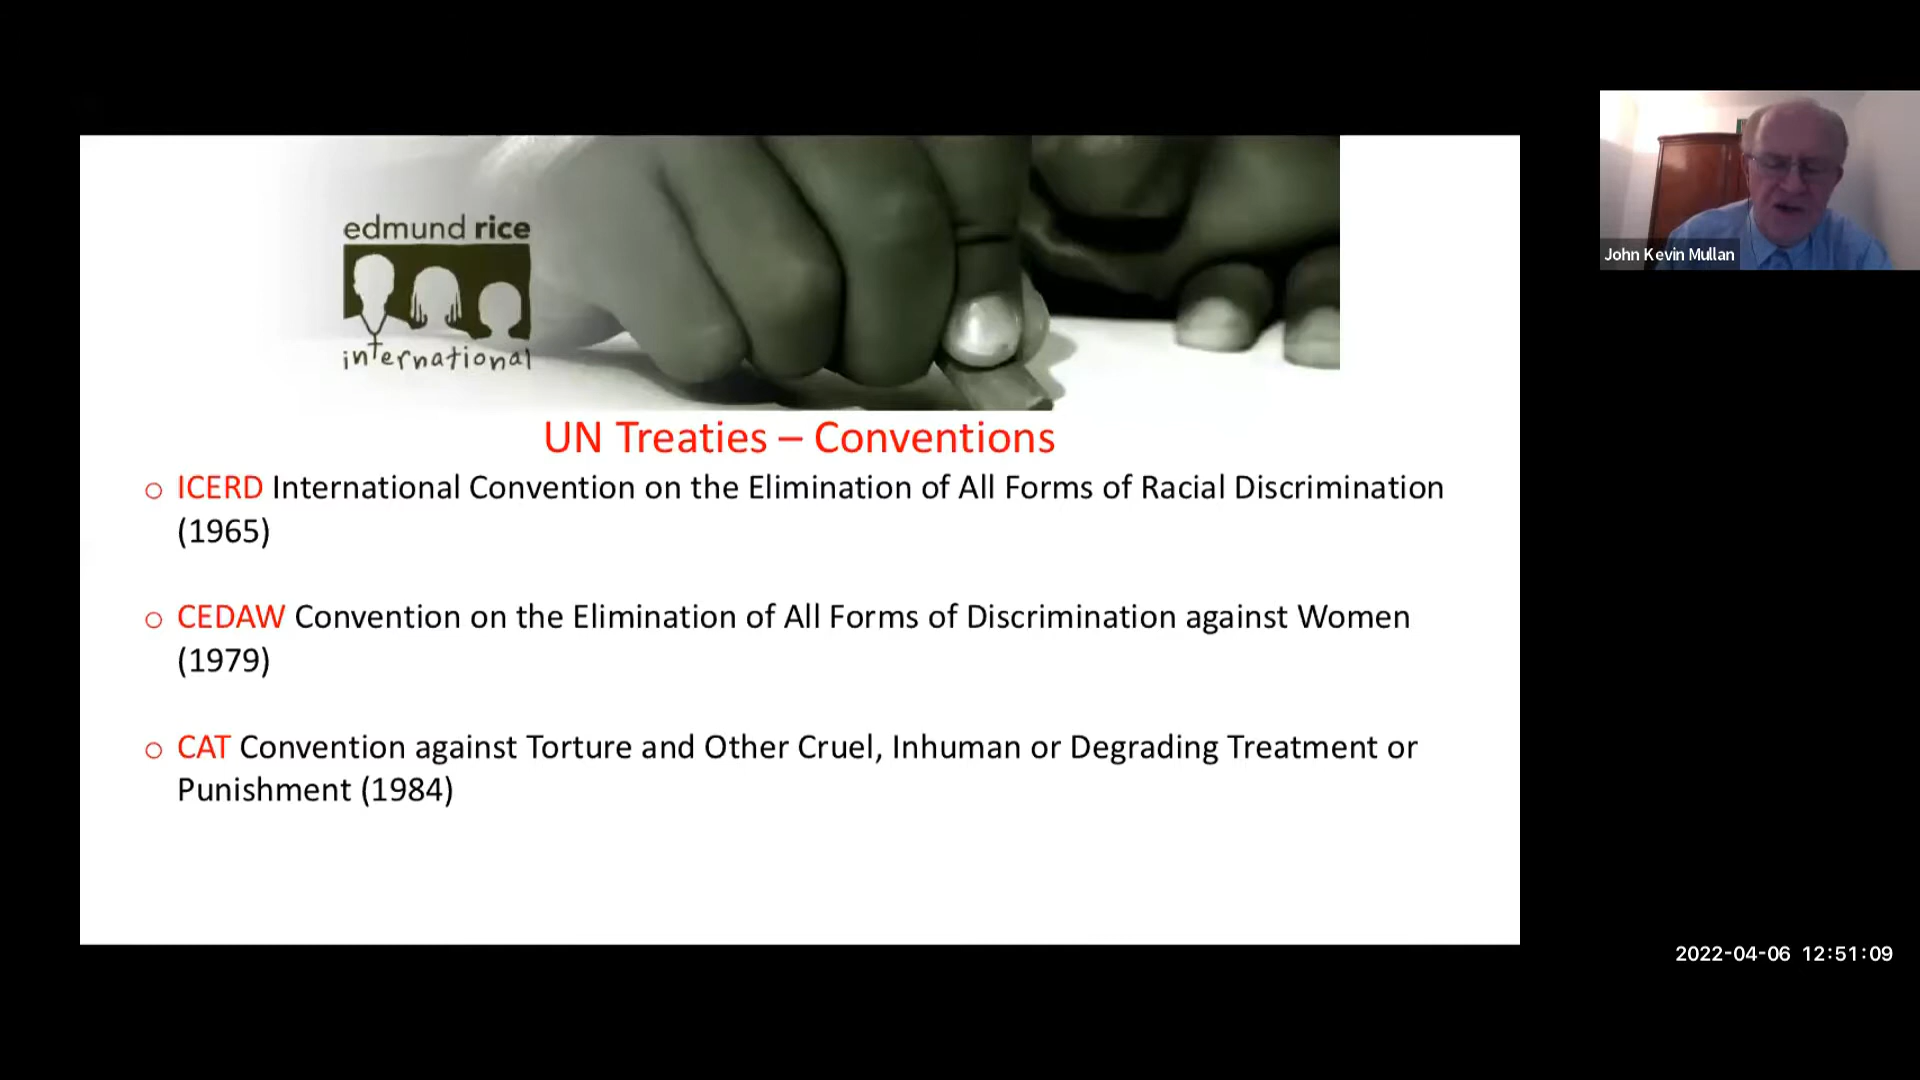 edmund rice
international
John Kevin Mullan
UN Treaties – Conventions
o ICERD International Convention on the Elimination of All Forms of Racial Discrimination
(1965)
o CEDAW Convention on the Elimination of All Forms of Discrimination against Women
(1979)
o CAT Convention against Torture and Other Cruel, Inhuman or Degrading Treatment or
Punishment (1984)
2022-04-06 12:51:09